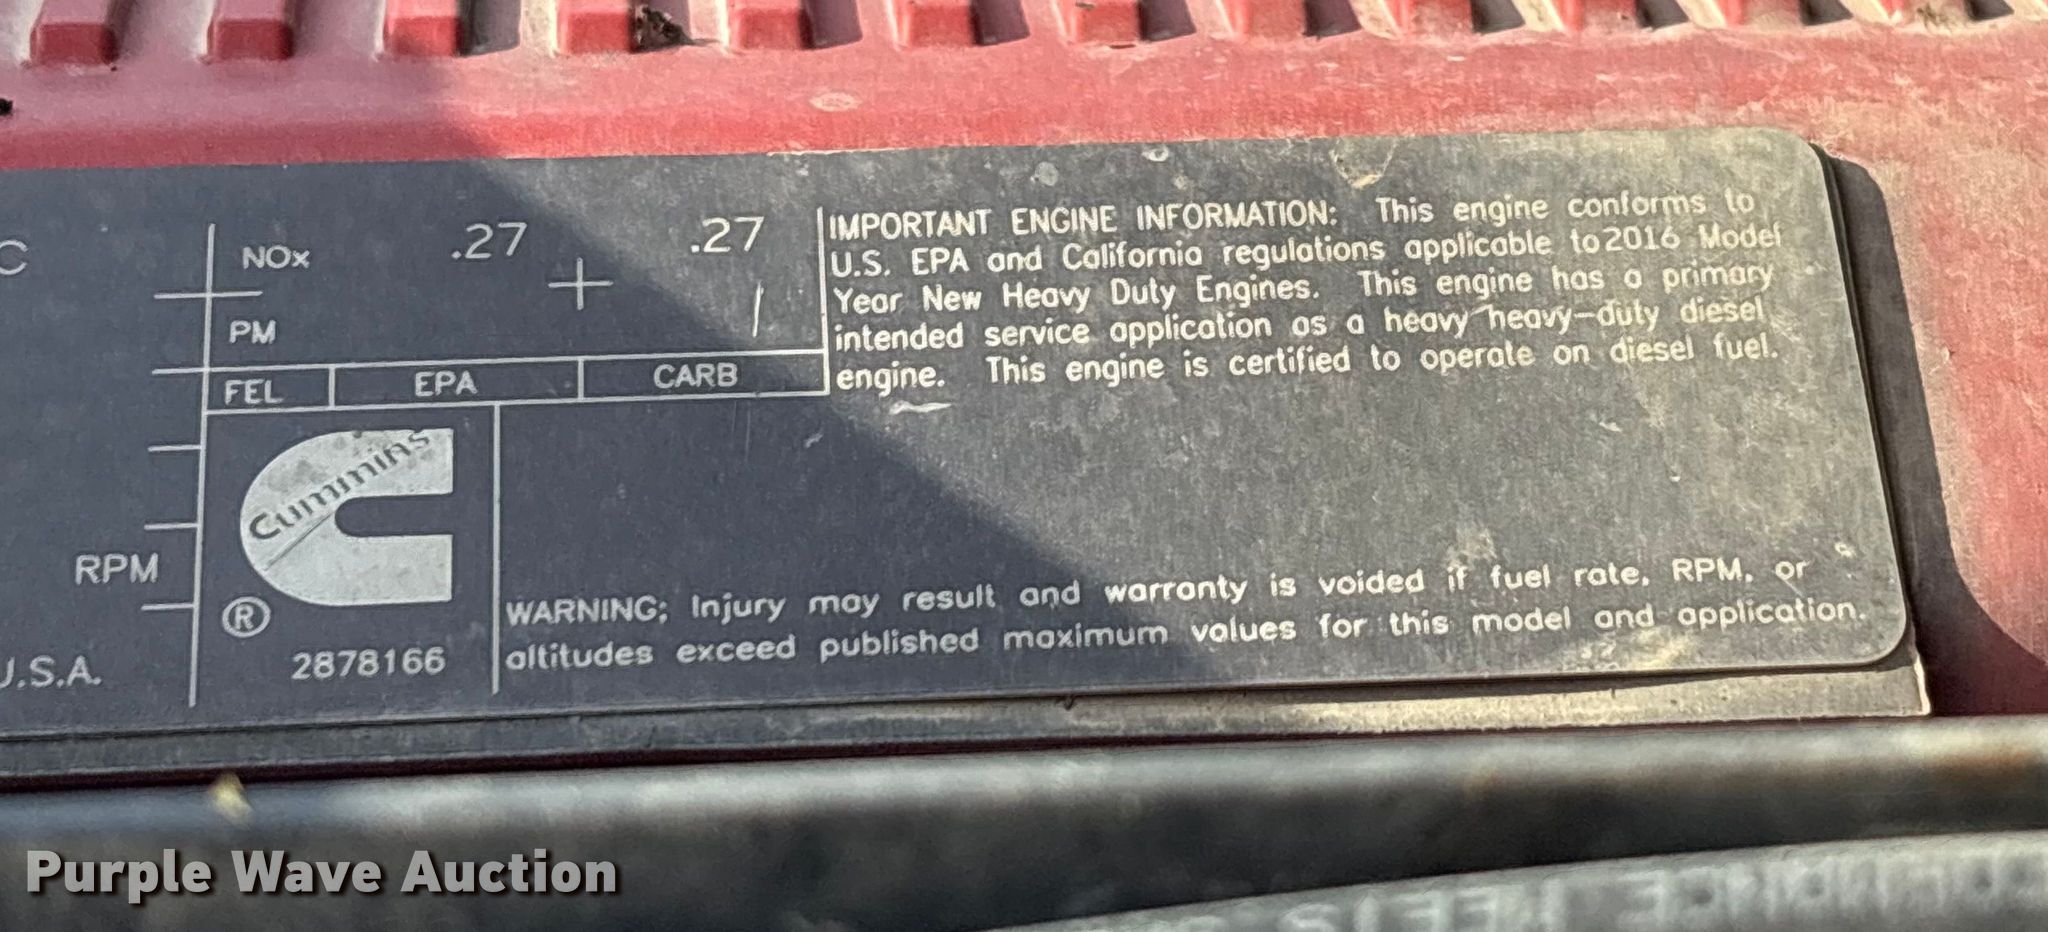 C
NOx .27 .27
PM
FEL EPA CARB
IMPORTANT ENGINE INFORMATION: This engine conforms to
U.S. EPA and California regulations applicable to 2016 Model
Year New Heavy Duty Engines. This engine has a primary
intended service application as a heavy heavy-duty diesel
engine. This engine is certified to operate on diesel fuel.
Cummins
®
RPM
2878166
U.S.A.
WARNING; Injury may result and warranty is voided if fuel rate, RPM, or
altitudes exceed published maximum values for this model and application.
Purple Wave Auction